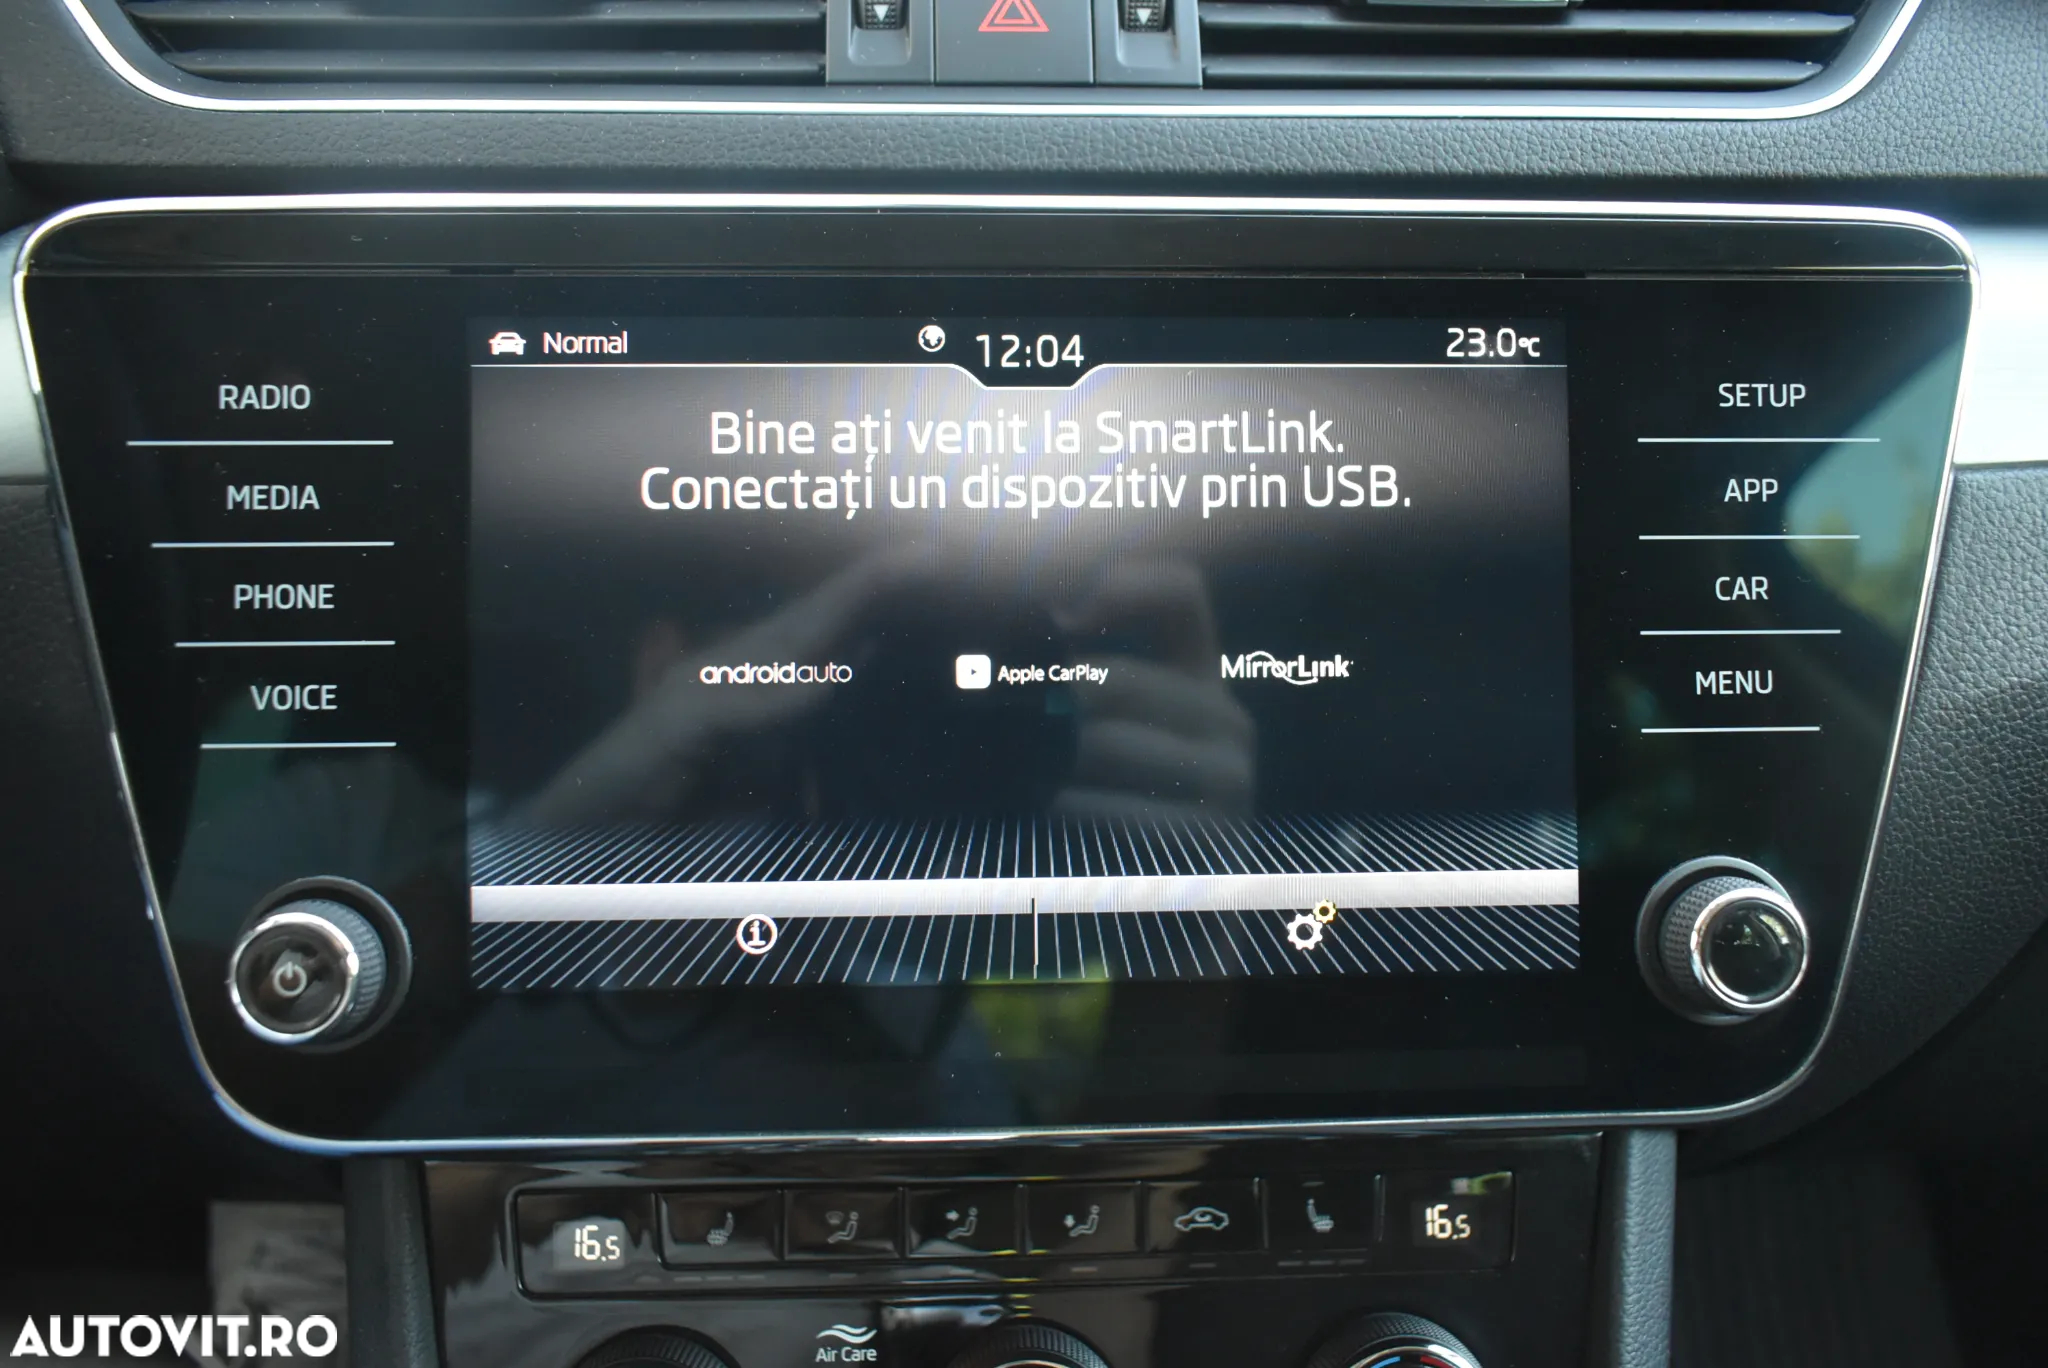 Normal
12:04
23.0°C
Bine ați venit la SmartLink.
Conectați un dispozitiv prin USB.
androidauto
Apple CarPlay
MirrorLink
RADIO
MEDIA
PHONE
VOICE
SETUP
APP
CAR
MENU
16.5
16.5
Air Care
AUTOVIT.RO